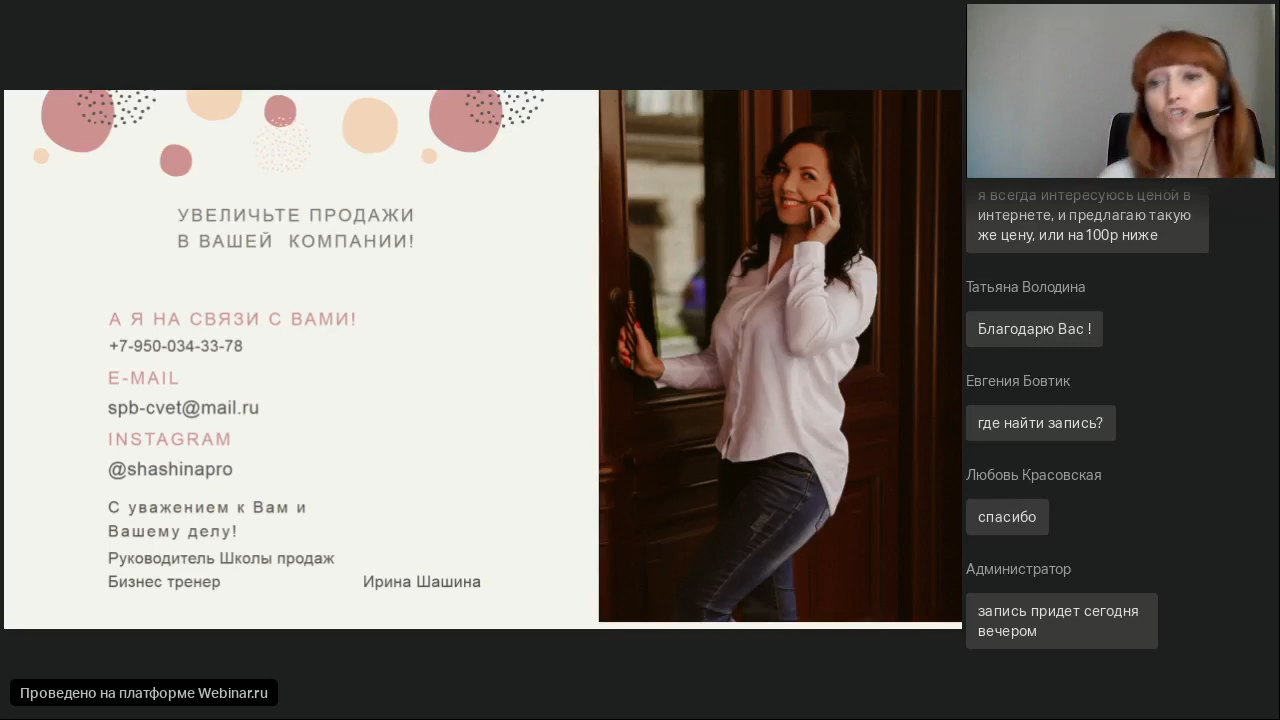 УВЕЛИЧЬТЕ ПРОДАЖИ
В ВАШЕЙ КОМПАНИИ!
А Я НА СВЯЗИ С ВАМИ!
+7-950-034-33-78
E-MAIL
spb-cvet@mail.ru
INSTAGRAM
@shashinapro
С уважением к Вам и
Вашему делу!
Руководитель Школы продаж
Бизнес тренер Ирина Шашина
я всегда интересуюсь ценой в
интернете, и предлагаю такую
же цену, или на100р ниже
Татьяна Володина
Благодарю Вас !
Евгения Бовтик
где найти запись?
Любовь Красовская
спасибо
Администратор
запись придет сегодня
вечером
Проведено на платформе Webinar.ru